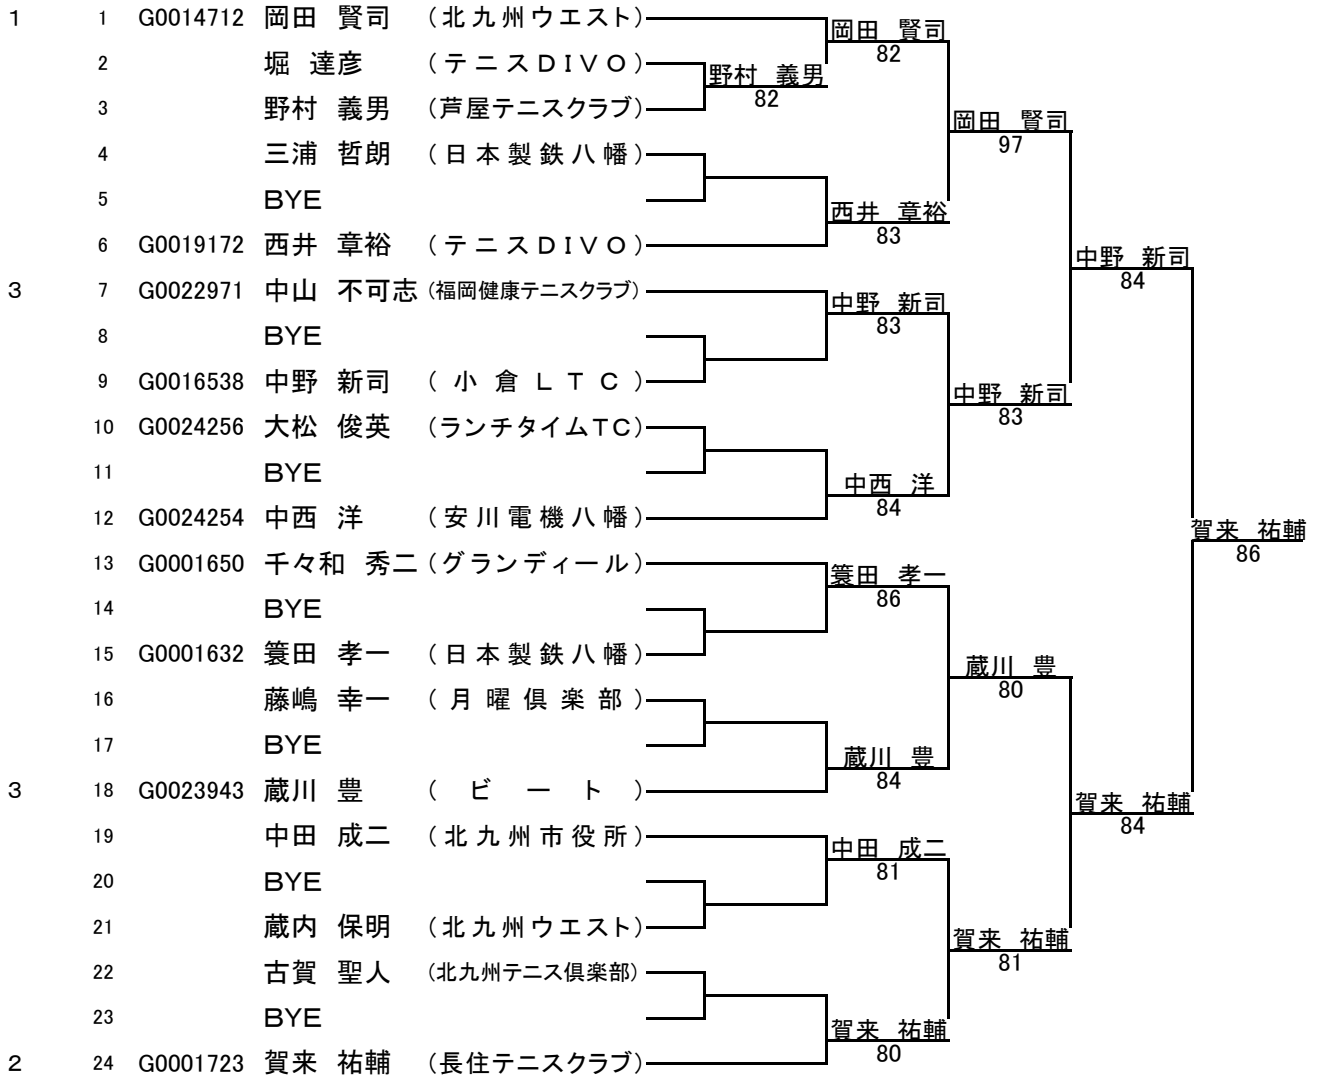 1 1 G0014712 岡田 賢司 (北九州ウエスト)
岡田 賢司
82
2 堀 達彦 (テニスDIVO)
野村 義男
82
3 野村 義男 (芦屋テニスクラブ)
岡田 賢司
97
4 三浦 哲朗 (日本製鉄八幡)
5 BYE
西井 章裕
83
6 G0019172 西井 章裕 (テニスDIVO)
中野 新司
84
3 7 G0022971 中山 不可志 (福岡健康テニスクラブ)
中野 新司
83
8 BYE
9 G0016538 中野 新司 (小倉LTC)
中野 新司
83
10 G0024256 大松 俊英 (ランチタイムTC)
11 BYE
中西 洋
84
12 G0024254 中西 洋 (安川電機八幡)
賀来 祐輔
86
13 G0001650 千々和 秀二 (グランディール)
簑田 孝一
86
14 BYE
15 G0001632 簑田 孝一 (日本製鉄八幡)
蔵川 豊
80
16 藤嶋 幸一 (月曜倶楽部)
17 BYE
蔵川 豊
84
3 18 G0023943 蔵川 豊 (ビート)
賀来 祐輔
84
19 中田 成二 (北九州市役所)
中田 成二
81
20 BYE
21 蔵内 保明 (北九州ウエスト)
賀来 祐輔
81
22 古賀 聖人 (北九州テニス倶楽部)
23 BYE
賀来 祐輔
80
2 24 G0001723 賀来 祐輔 (長住テニスクラブ)